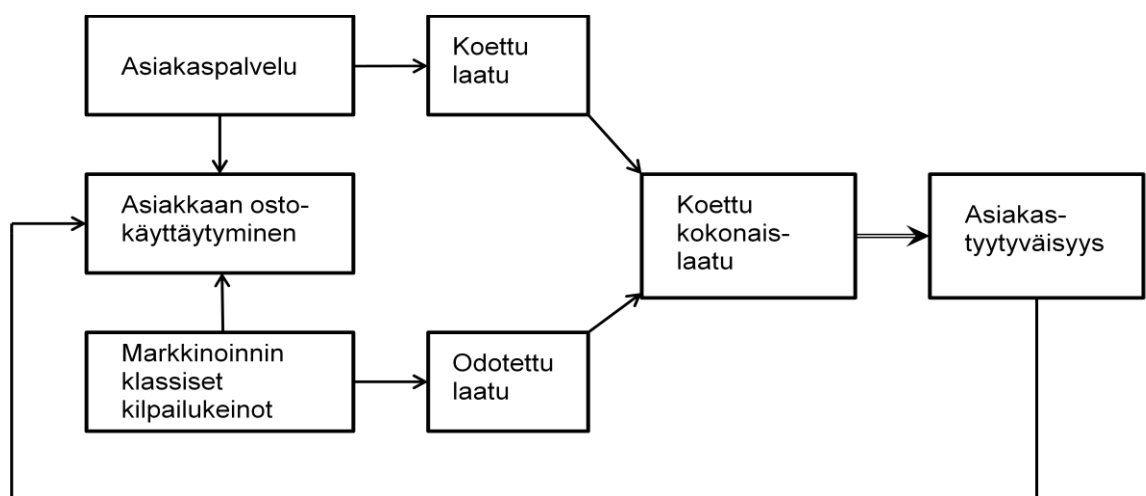 Asiakaspalvelu
Koettu
laatu
Asiakkaan osto-
käyttäytyminen
Koettu
kokonais-
laatu
Asiakas-
tyytyväisyys
Markkinoinnin
klassiset
kilpailukeinot
Odotettu
laatu